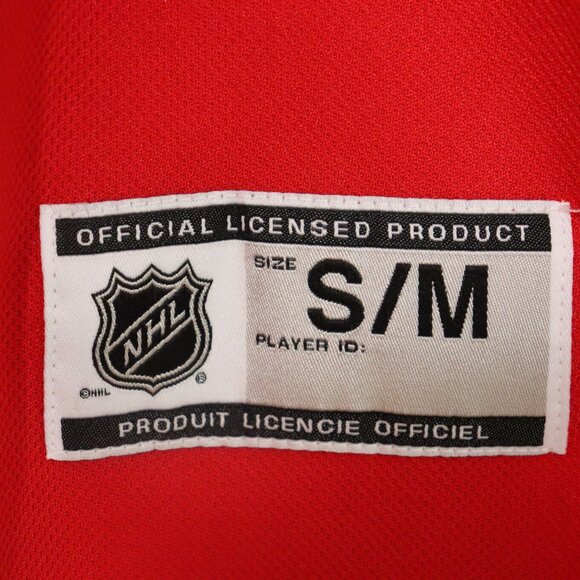 OFFICIAL LICENSED PRODUCT
SIZE S/M
NHL
PLAYER ID:
©NHL ®
PRODUIT LICENCIE OFFICIEL